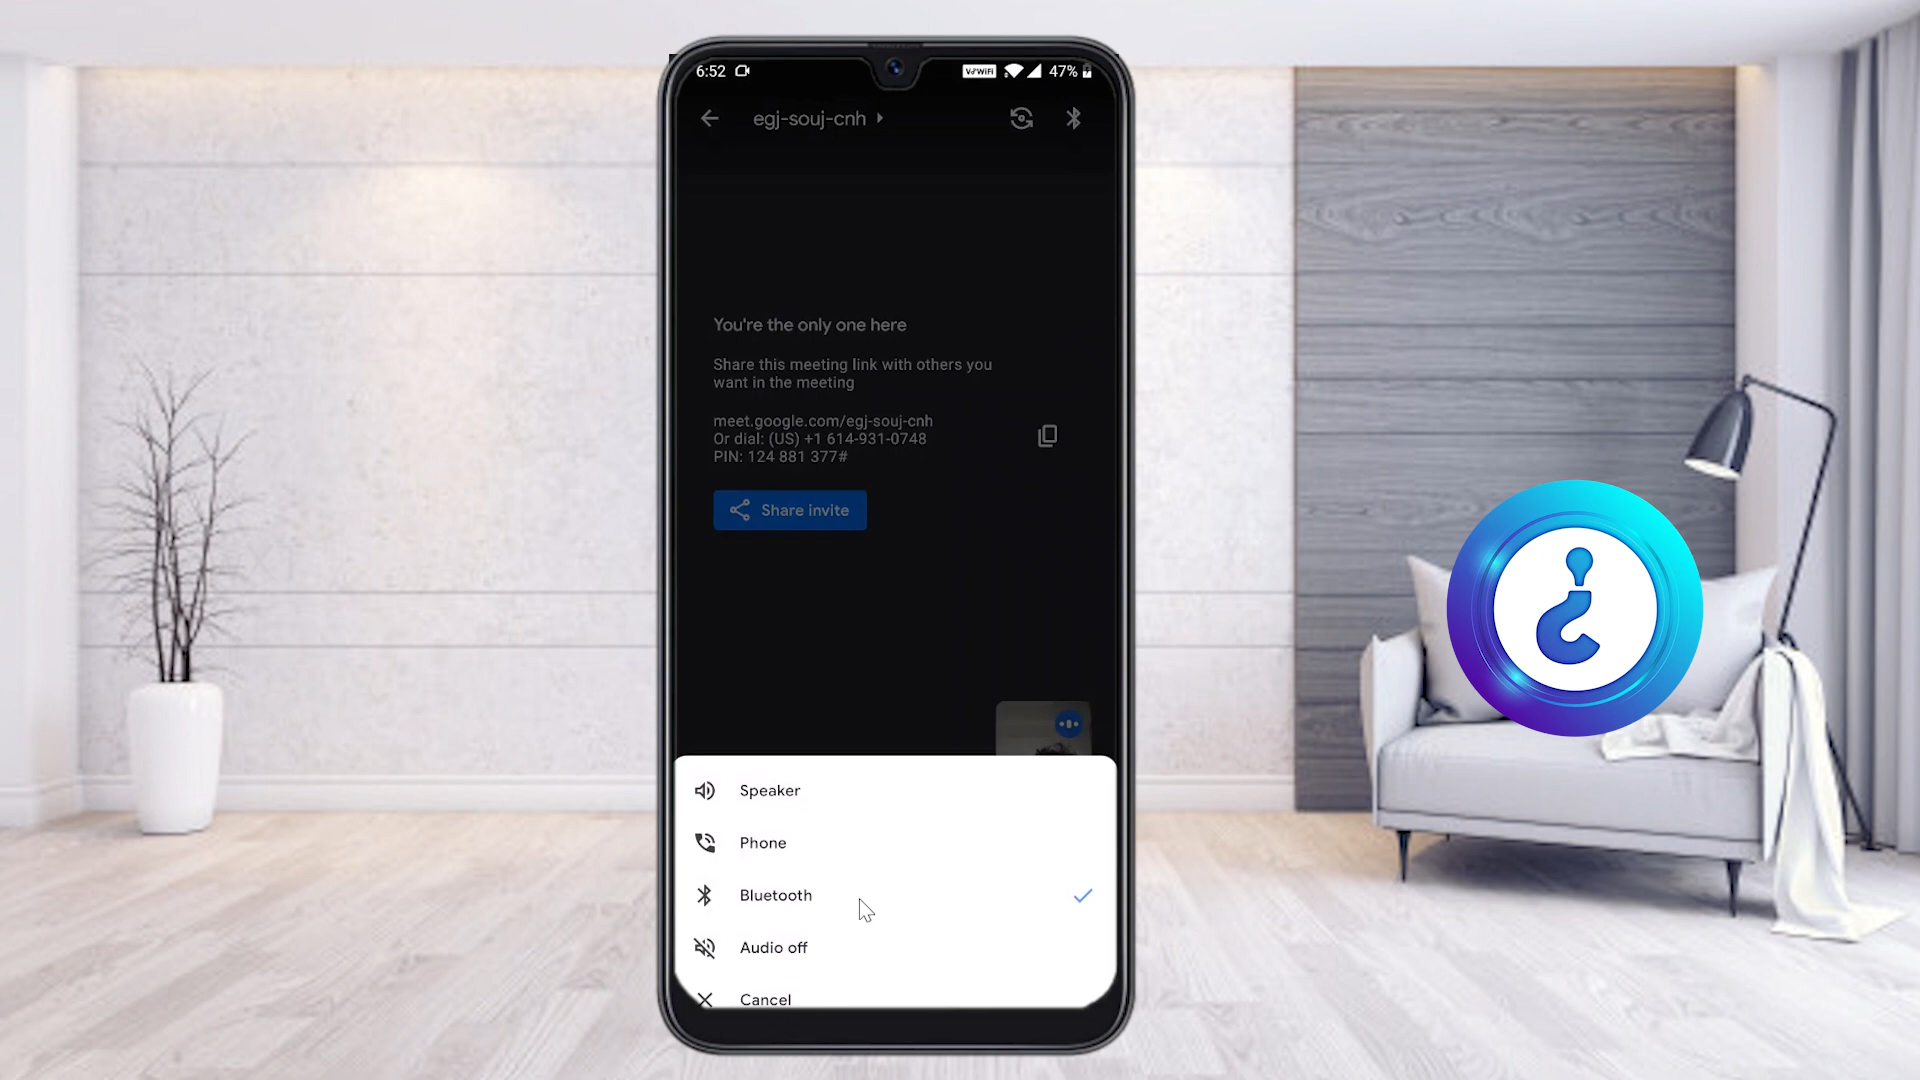 6:52
VoWiFi
47%
egj-souj-cnh
You're the only one here
Share this meeting link with others you
want in the meeting
meet.google.com/egj-souj-cnh
Or dial: (US) +1 614-931-0748
PIN: 124 881 377#
Share invite
Speaker
Phone
Bluetooth
Audio off
Cancel